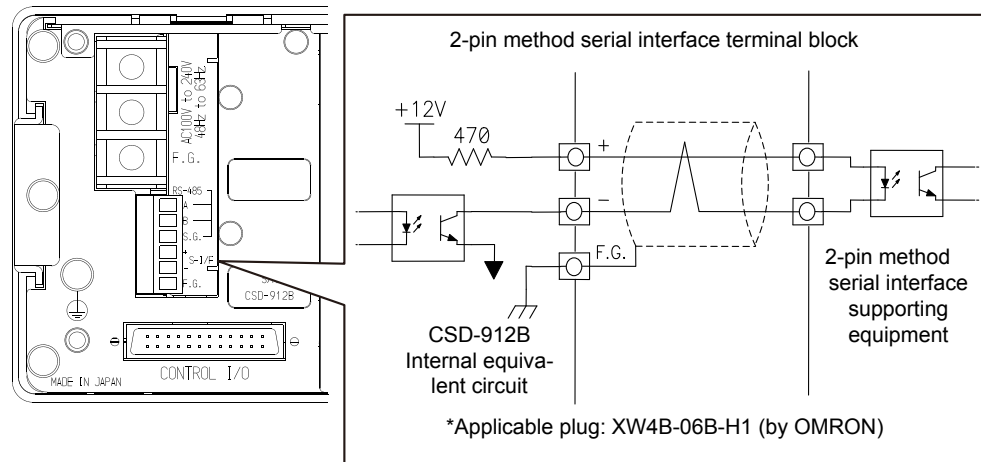 AC100V to 240V
48Hz to 63Hz
F.G.
RS-485
A
B
S.G.
+
S-I/F
-
F.G.
CSD-912B
CONTROL I/O
MADE IN JAPAN
2-pin method serial interface terminal block
+12V
470
+
−
F.G.
CSD-912B
Internal equiva-
lent circuit
2-pin method
serial interface
supporting
equipment
*Applicable plug: XW4B-06B-H1 (by OMRON)